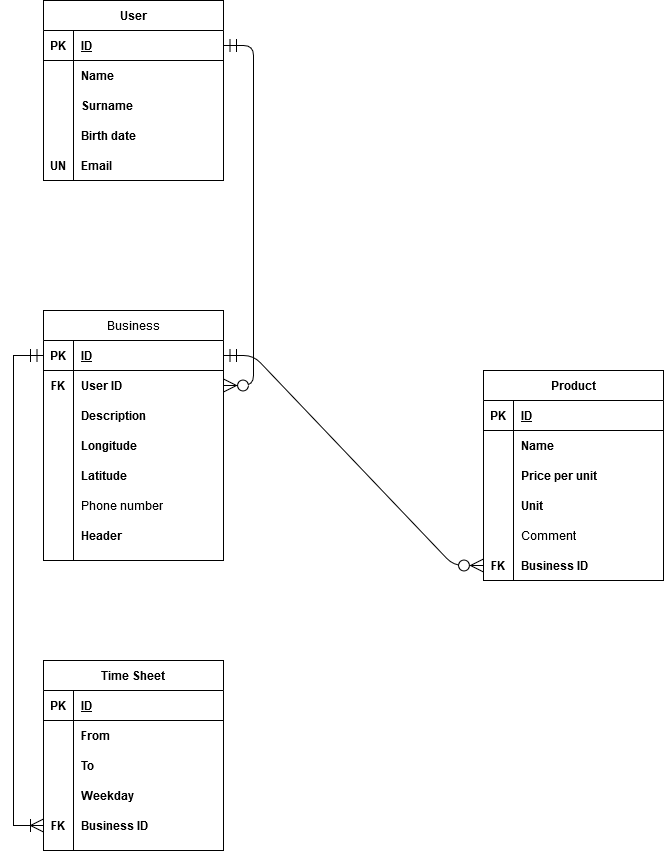 User
PK ID
Name
Surname
Birth date
UN Email
Business
PK ID
FK User ID
Description
Longitude
Latitude
Phone number
Header
Product
PK ID
Name
Price per unit
Unit
Comment
FK Business ID
Time Sheet
PK ID
From
To
Weekday
FK Business ID